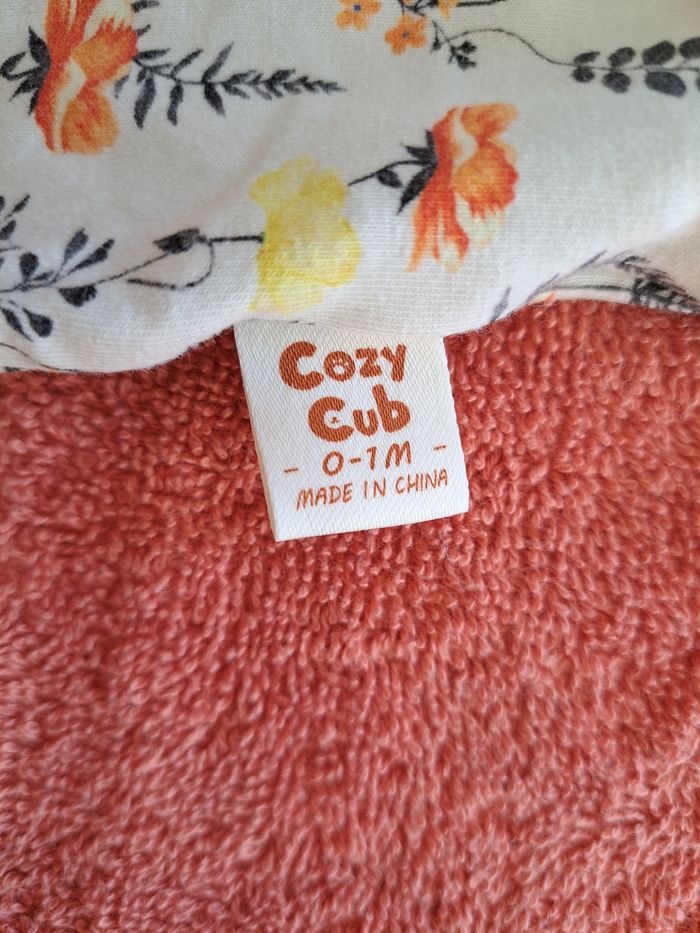 Cozy
Cub
- 0-1M -
MADE IN CHINA